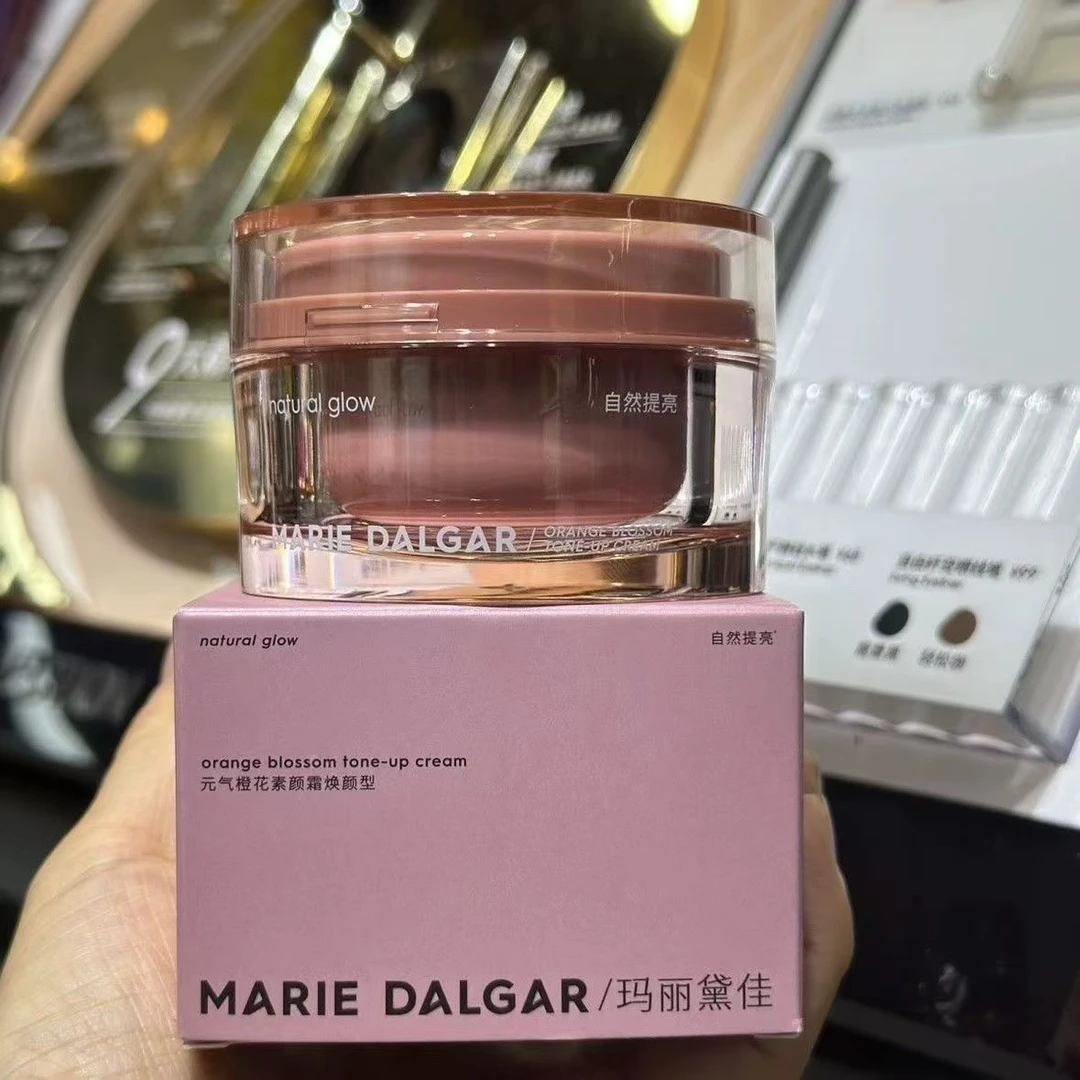 natural glow
自然提亮
MARIE DALGAR / ORANGE BLOSSOM
TONE-UP CREAM
natural glow
自然提亮*
orange blossom tone-up cream
元气橙花素颜霜焕颜型
MARIE DALGAR/玛丽黛佳